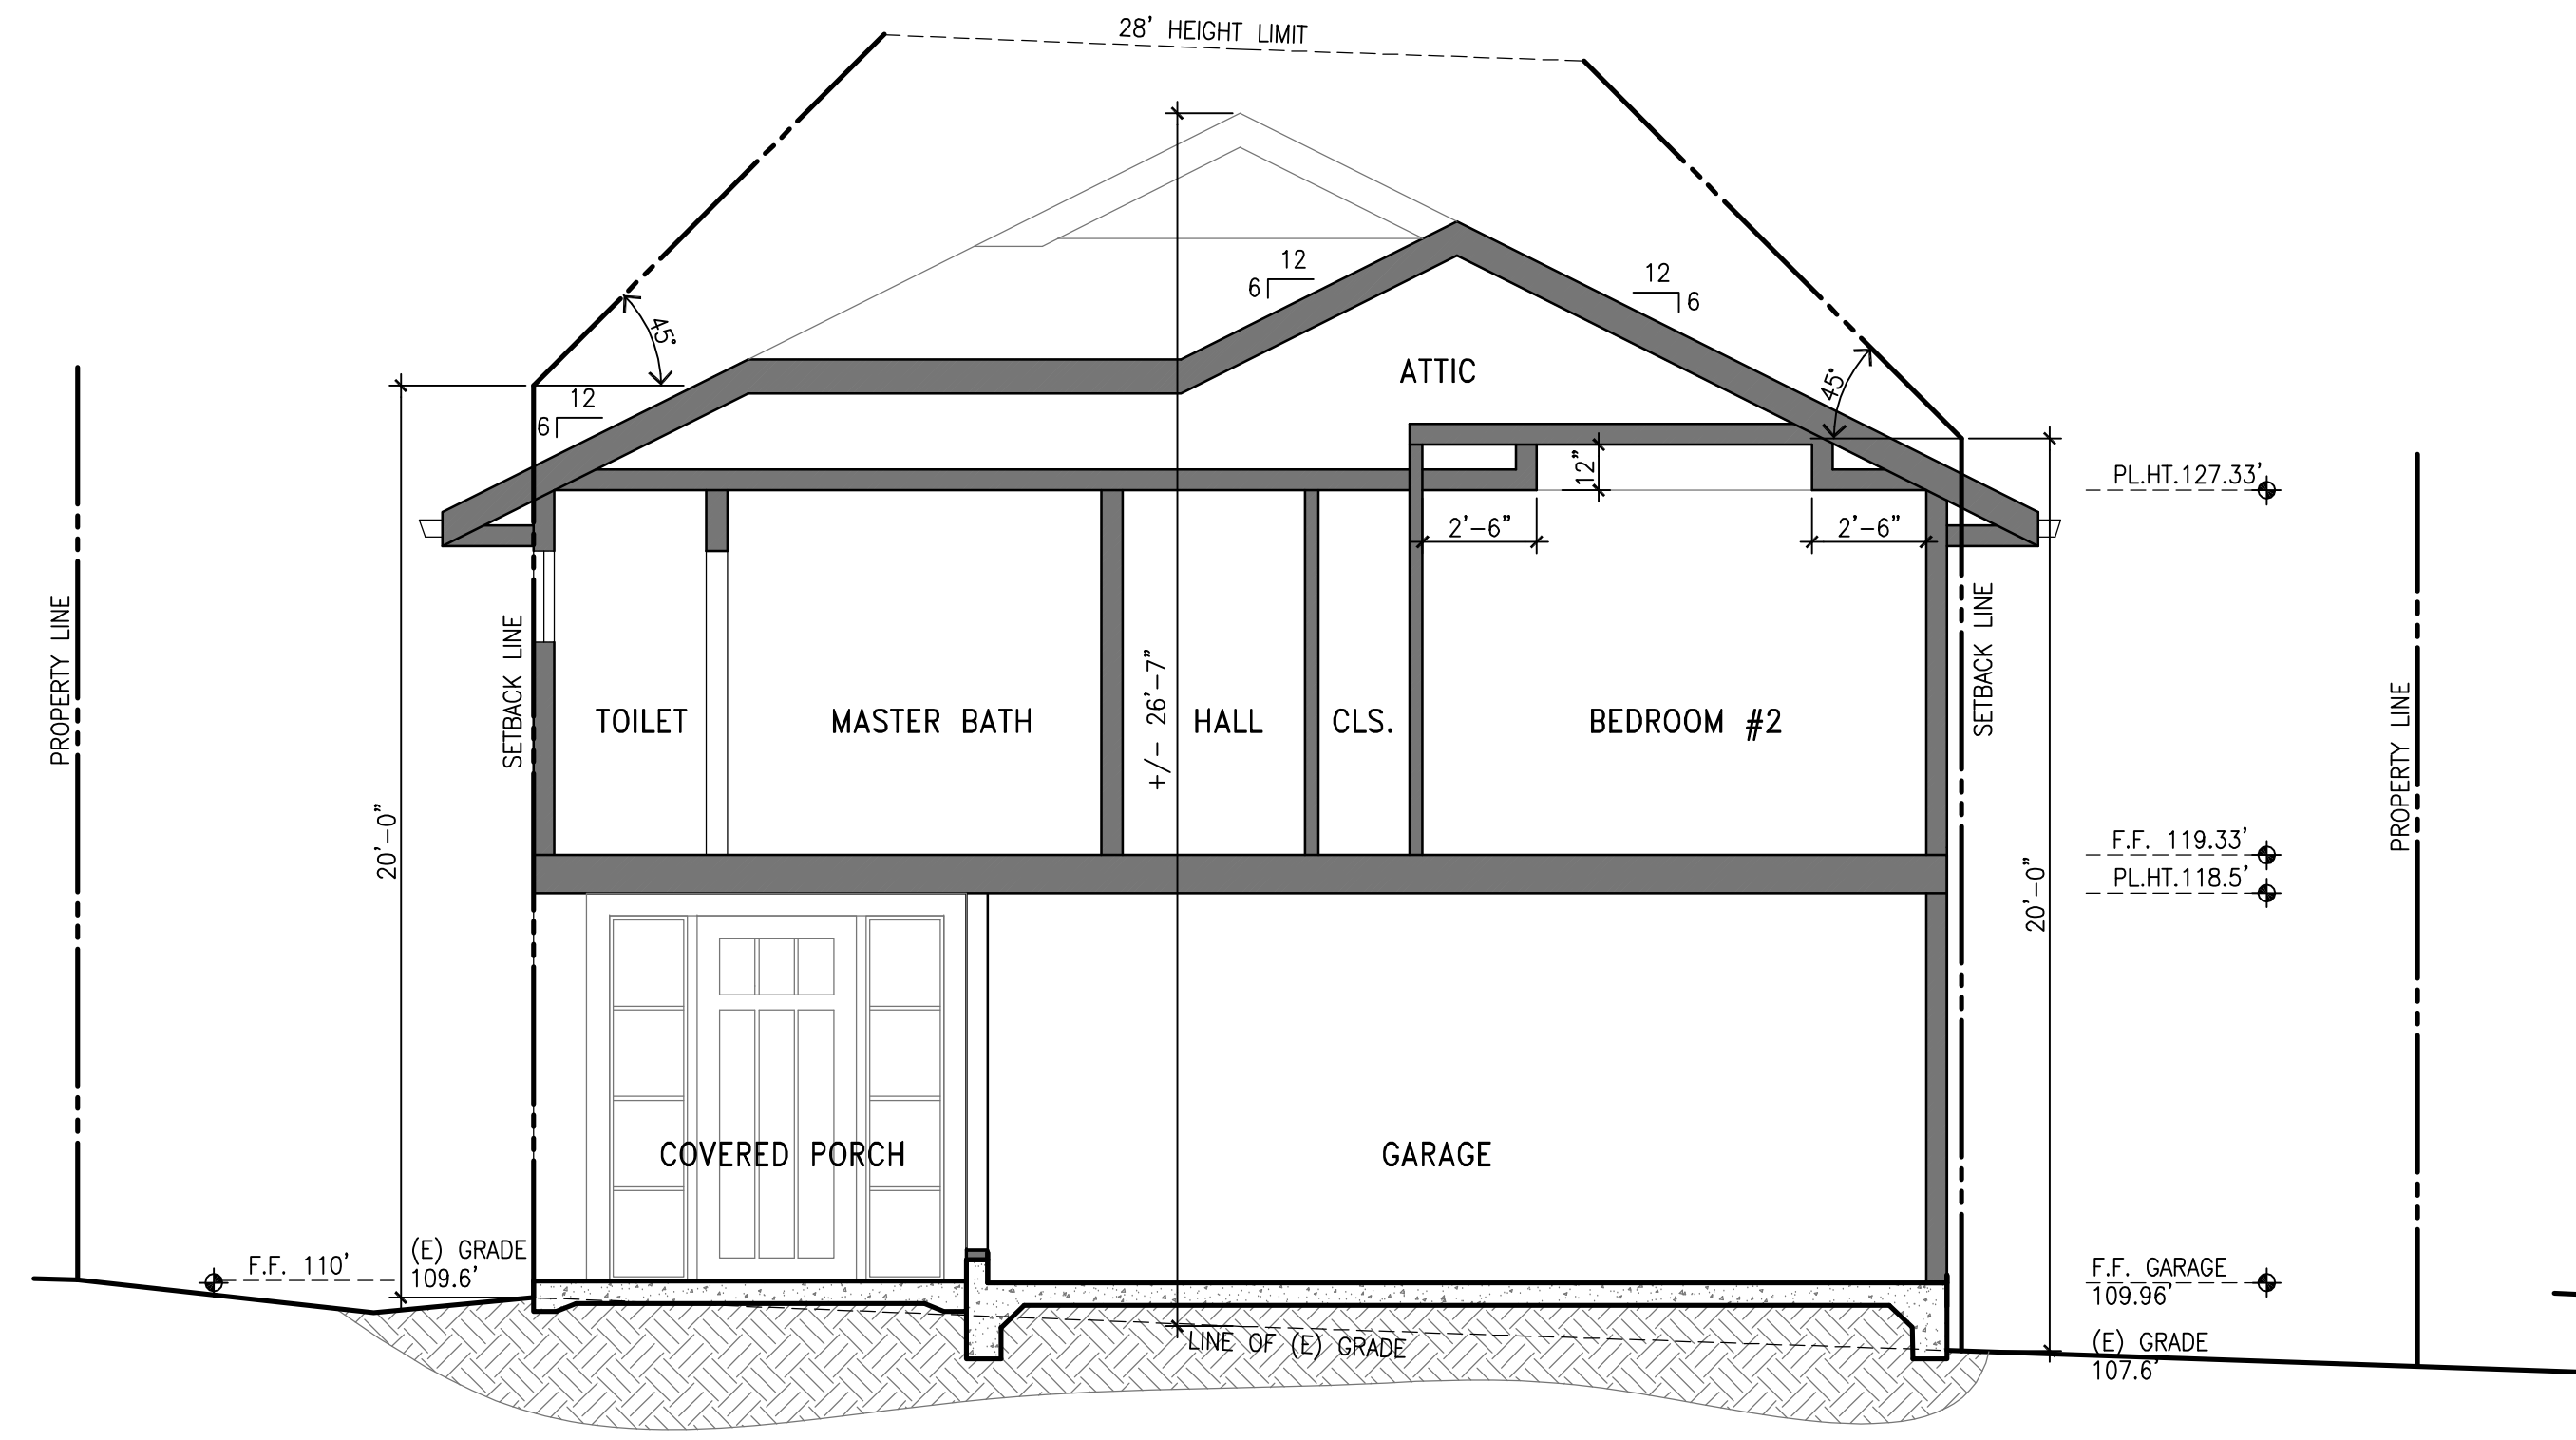 28' HEIGHT LIMIT
12
6
12
6
45°
ATTIC
45°
12
6
12"
PL.HT.127.33'
2'-6"
2'-6"
PROPERTY LINE
SETBACK LINE
+/- 26'-7"
SETBACK LINE
PROPERTY LINE
TOILET
MASTER BATH
HALL
CLS.
BEDROOM #2
20'-0"
F.F. 119.33'
PL.HT.118.5'
20'-0"
COVERED PORCH
GARAGE
F.F. 110'
(E) GRADE
109.6'
F.F. GARAGE
109.96'
LINE OF (E) GRADE
(E) GRADE
107.6'